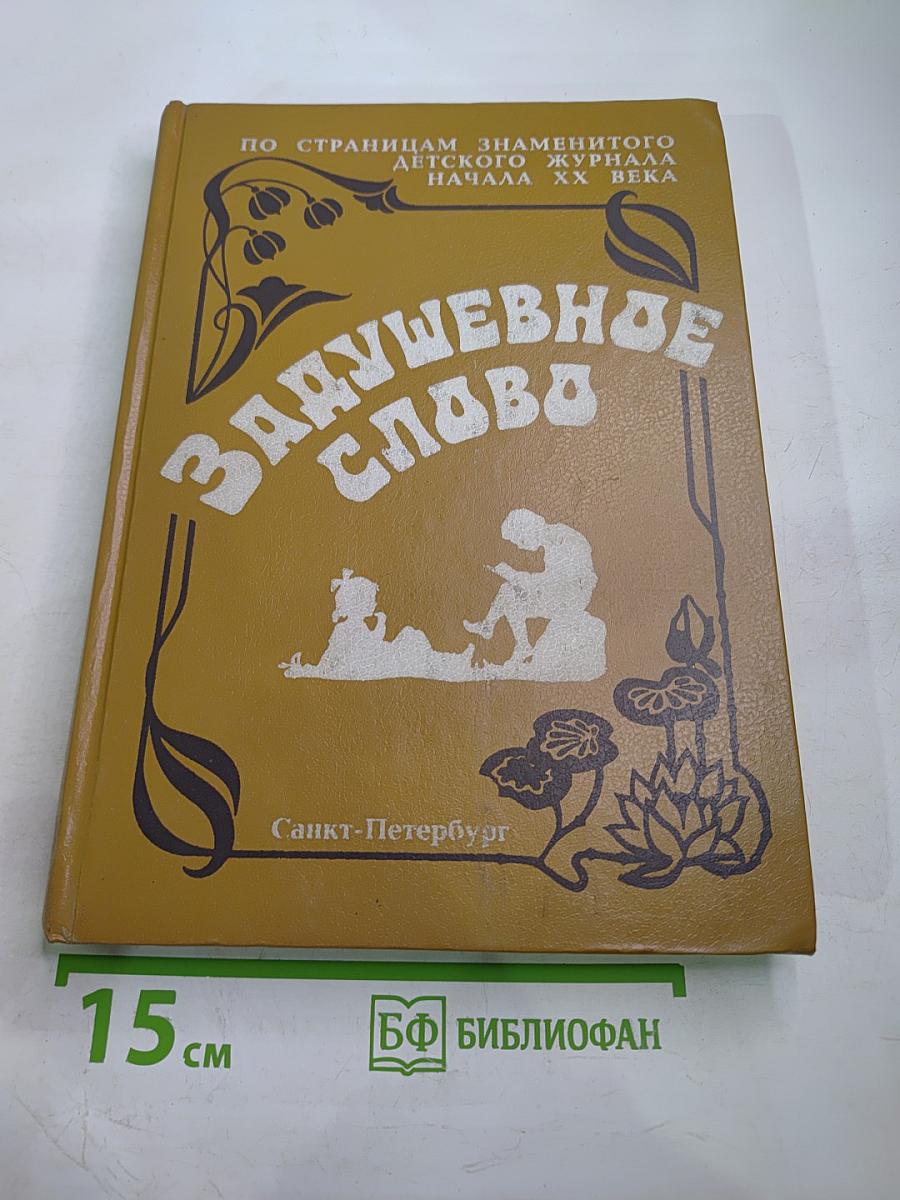 ПО СТРАНИЦАМ ЗНАМЕНИТОГО
ДЕТСКОГО ЖУРНАЛА
НАЧАЛА XX ВЕКА
ЗАДУШЕВНОЕ
СЛОВО
Санкт-Петербург
15 см
БФ БИБЛИОФАН